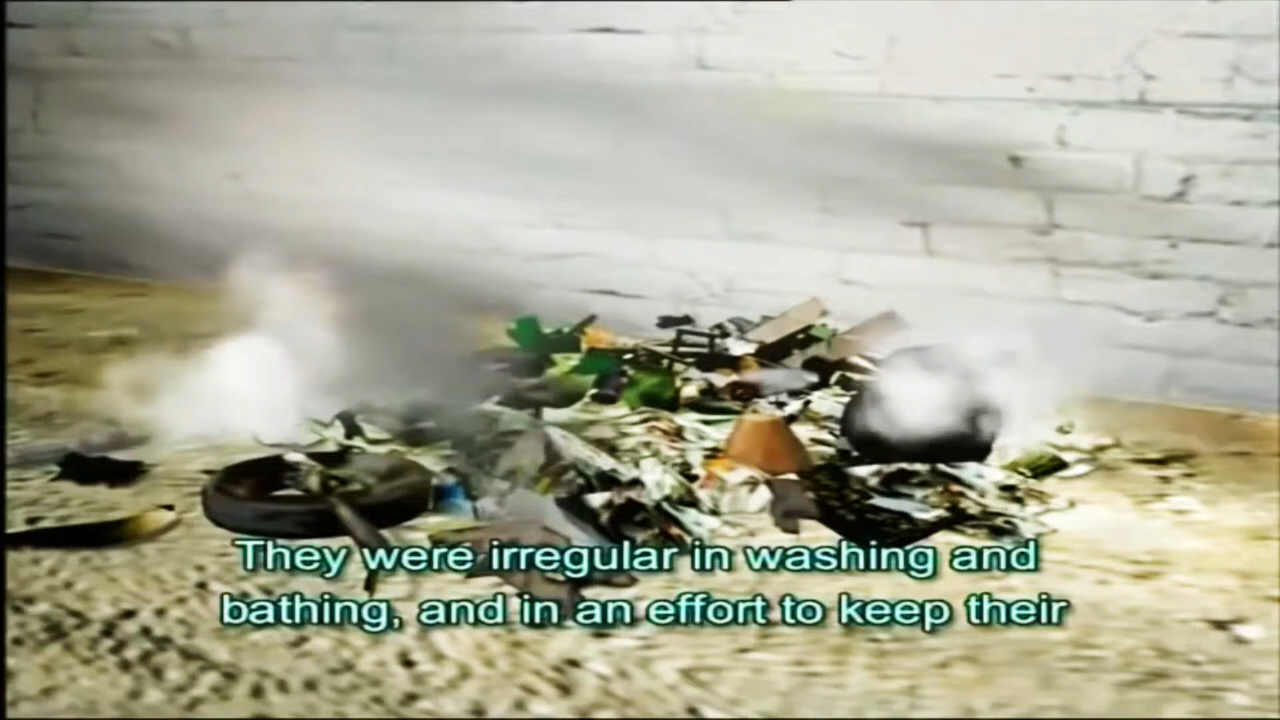 They were irregular in washing and
bathing, and in an effort to keep their